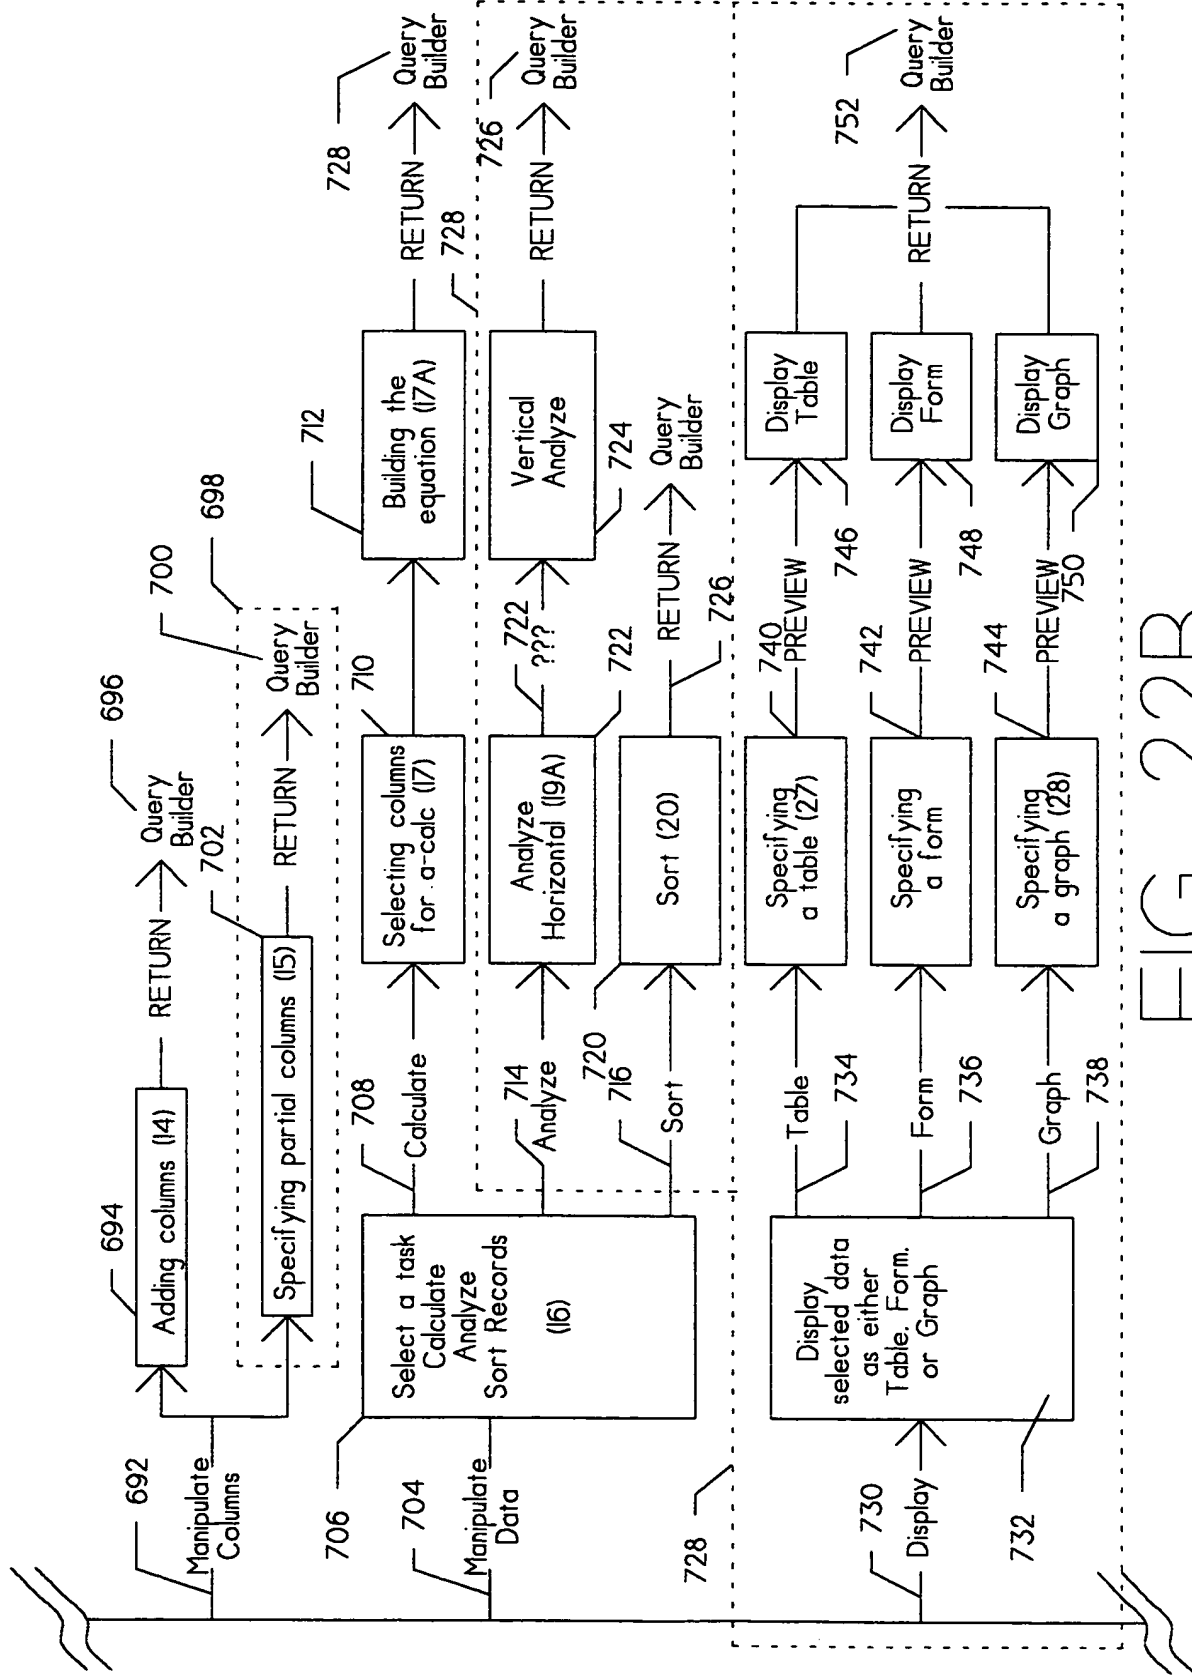 692
Manipulate
Columns
694
Adding columns (14)
RETURN
696
Query
Builder
702
Specifying partial columns (15)
RETURN
700
698
Query
Builder
704
Manipulate
Data
706
Select a task
Calculate
Analyze
Sort Records
(16)
708
Calculate
710
Selecting columns
for a-calc (17)
712
Building the
equation (17A)
RETURN
728
Query
Builder
728
714
Analyze
Analyze
Horizontal (19A)
722
722
???
Vertical
Analyze
724
RETURN
726
Query
Builder
716
Sort
720
Sort (20)
RETURN
726
Query
Builder
728
730
Display
732
Display
selected data
as either
Table. Form.
or Graph
Table
734
Specifying
a table (27)
740
PREVIEW
746
Display
Table
Form
736
Specifying
a form
742
PREVIEW
748
Display
Form
RETURN
752
Query
Builder
Graph
738
Specifying
a graph (28)
744
PREVIEW
750
Display
Graph
FIG 22B